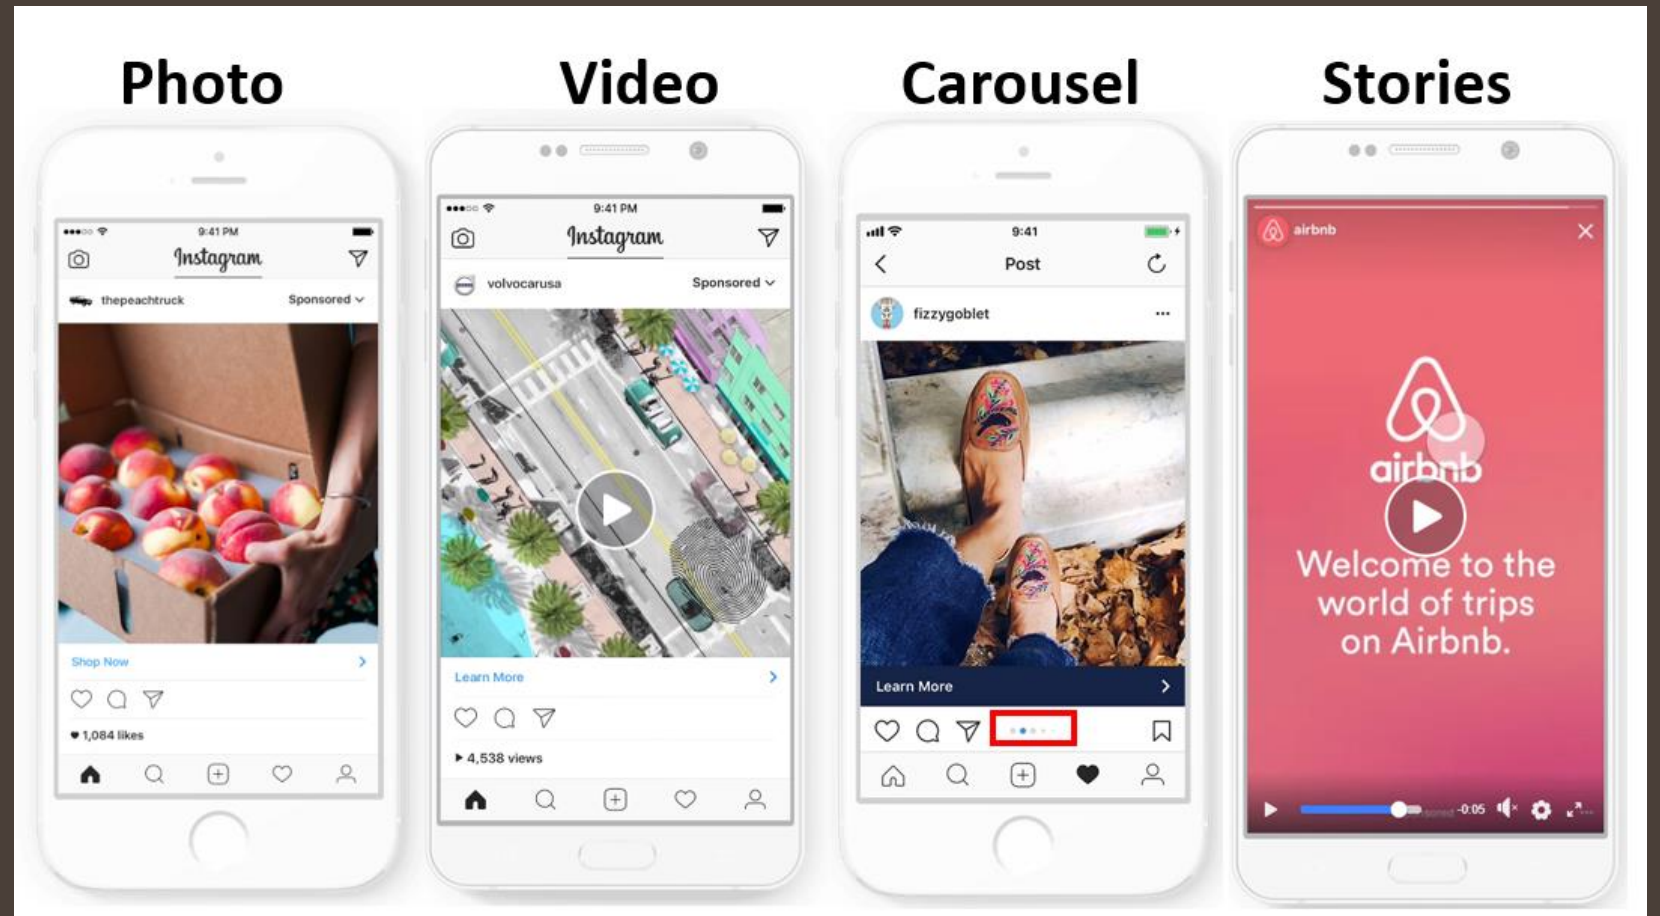 Photo
Video
Carousel
Stories
9:41 PM
Instagram
thepeachtruck
Sponsored
Shop Now
1,084 likes
9:41 PM
Instagram
volvocarusa
Sponsored
Learn More
4,538 views
9:41
Post
fizzygoblet
Learn More
airbnb
airbnb
Welcome to the
world of trips
on Airbnb.
-0:05